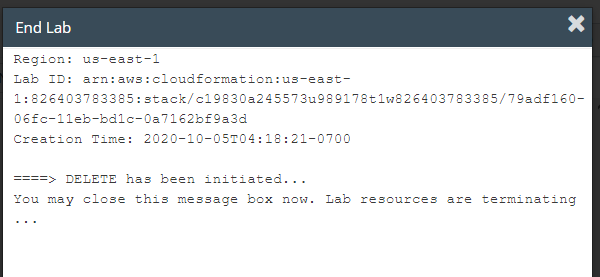 End Lab
Region: us-east-1
Lab ID: arn:aws:cloudformation:us-east-
1:826403783385:stack/c19830a245573u989178t1w826403783385/79adf160-
06fc-11eb-bd1c-0a7162bf9a3d
Creation Time: 2020-10-05T04:18:21-0700
====> DELETE has been initiated...
You may close this message box now. Lab resources are terminating
...